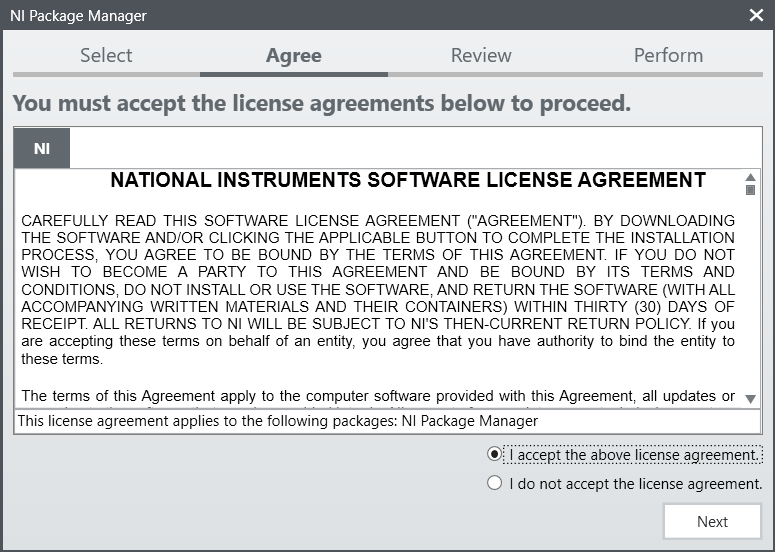 NI Package Manager
Select
Agree
Review
Perform
You must accept the license agreements below to proceed.
NI
NATIONAL INSTRUMENTS SOFTWARE LICENSE AGREEMENT
CAREFULLY READ THIS SOFTWARE LICENSE AGREEMENT ("AGREEMENT"). BY DOWNLOADING
THE SOFTWARE AND/OR CLICKING THE APPLICABLE BUTTON TO COMPLETE THE INSTALLATION
PROCESS, YOU AGREE TO BE BOUND BY THE TERMS OF THIS AGREEMENT. IF YOU DO NOT
WISH TO BECOME A PARTY TO THIS AGREEMENT AND BE BOUND BY ITS TERMS AND
CONDITIONS, DO NOT INSTALL OR USE THE SOFTWARE, AND RETURN THE SOFTWARE (WITH ALL
ACCOMPANYING WRITTEN MATERIALS AND THEIR CONTAINERS) WITHIN THIRTY (30) DAYS OF
RECEIPT. ALL RETURNS TO NI WILL BE SUBJECT TO NI'S THEN-CURRENT RETURN POLICY. If you
are accepting these terms on behalf of an entity, you agree that you have authority to bind the entity to
these terms.
The terms of this Agreement apply to the computer software provided with this Agreement, all updates or
This license agreement applies to the following packages: NI Package Manager
I accept the above license agreement.
I do not accept the license agreement.
Next